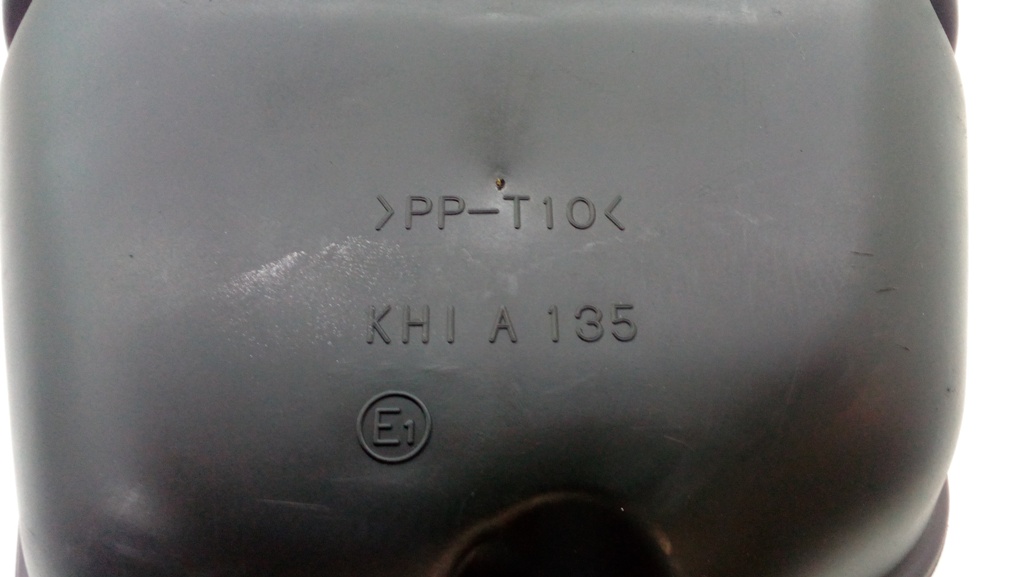 >PP-T10<
KHI A 135
E1